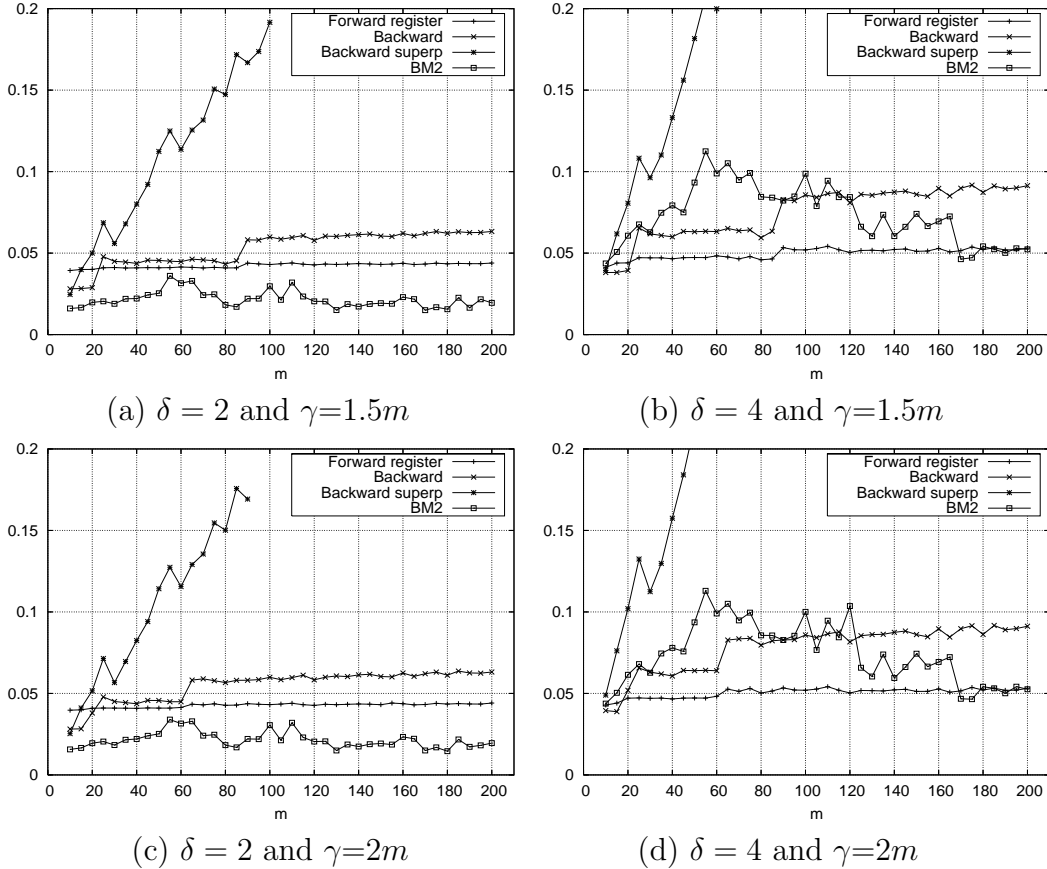 0.2
0.15
0.1
0.05
0
0 20 40 60 80 100 120 140 160 180 200
m
Forward register
Backward
Backward superp
BM2
(a) δ = 2 and γ=1.5m
0.2
0.15
0.1
0.05
0
0 20 40 60 80 100 120 140 160 180 200
m
Forward register
Backward
Backward superp
BM2
(b) δ = 4 and γ=1.5m
0.2
0.15
0.1
0.05
0
0 20 40 60 80 100 120 140 160 180 200
m
Forward register
Backward
Backward superp
BM2
(c) δ = 2 and γ=2m
0.2
0.15
0.1
0.05
0
0 20 40 60 80 100 120 140 160 180 200
m
Forward register
Backward
Backward superp
BM2
(d) δ = 4 and γ=2m